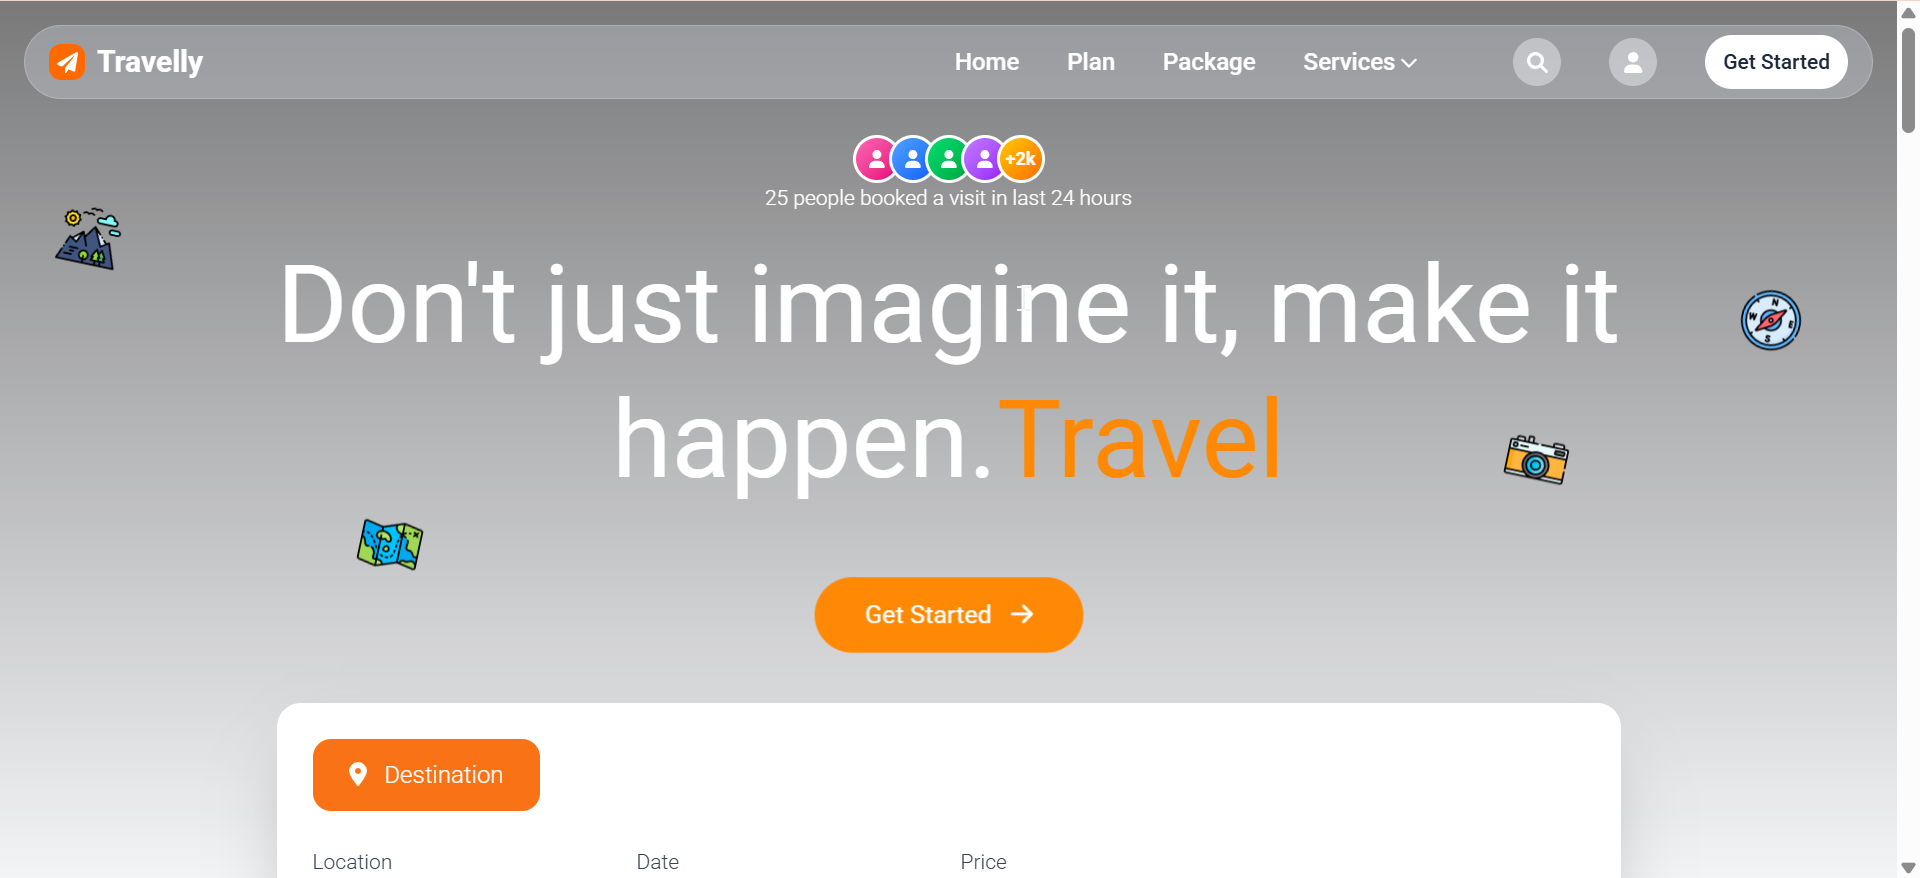 Travelly
Home Plan Package Services
Get Started
+2k
25 people booked a visit in last 24 hours
Don't just imagine it, make it
happen. Travel
N
W E
S
Get Started
Destination
Location Date Price